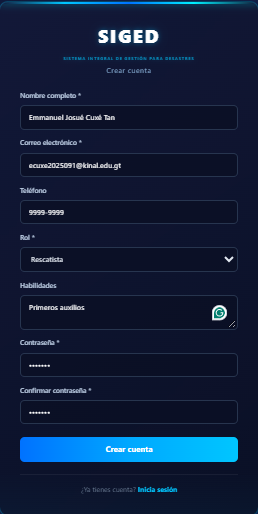 SIGED
SISTEMA INTEGRAL DE GESTIÓN PARA DESASTRES
Crear cuenta
Nombre completo *
Emmanuel Josué Cuxé Tan
Correo electrónico *
ecuxe2025091@kinal.edu.gt
Teléfono
9999-9999
Rol *
Rescatista
Habilidades
Primeros auxilios
Contraseña *
•••••••
Confirmar contraseña *
•••••••
Crear cuenta
¿Ya tienes cuenta? Inicia sesión